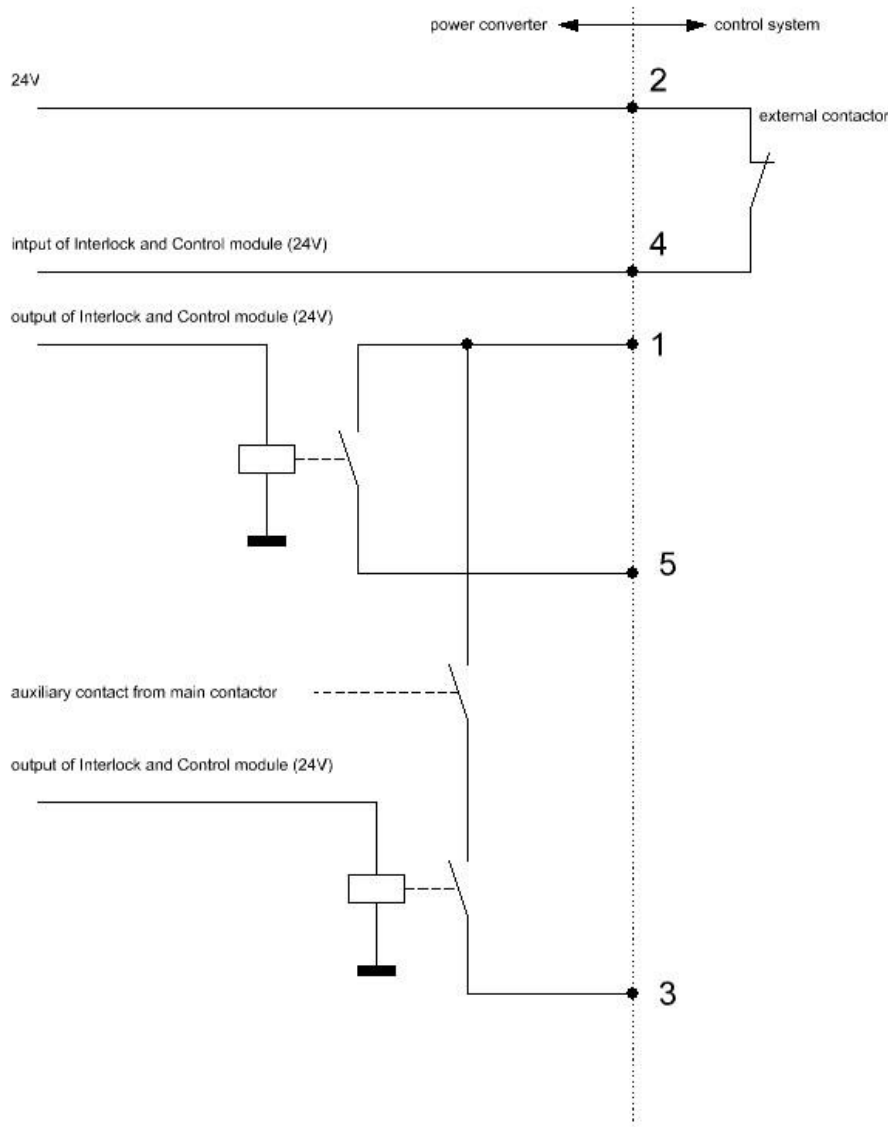 power converter control system
24V
2
external contactor
intput of Interlock and Control module (24V)
4
output of Interlock and Control module (24V)
1
5
auxiliary contact from main contactor
output of Interlock and Control module (24V)
3